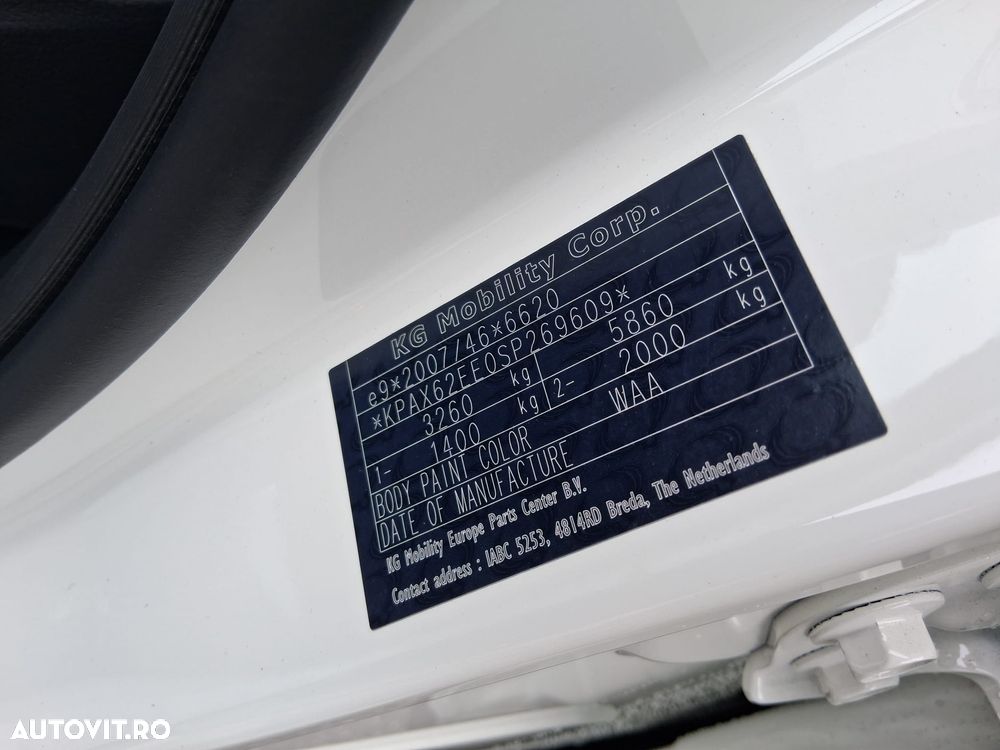 KG Mobility Corp.
e9*2007/46*6620
*KPAX62EF0SP269609*
3260 kg 5860 kg
1- 1400 kg 2- 2000 kg
BODY PAINT COLOR WAA
DATE OF MANUFACTURE
KG Mobility Europe Parts Center B.V.
Contact address : IABC 5253, 4814RD Breda, The Netherlands
AUTOVIT.RO